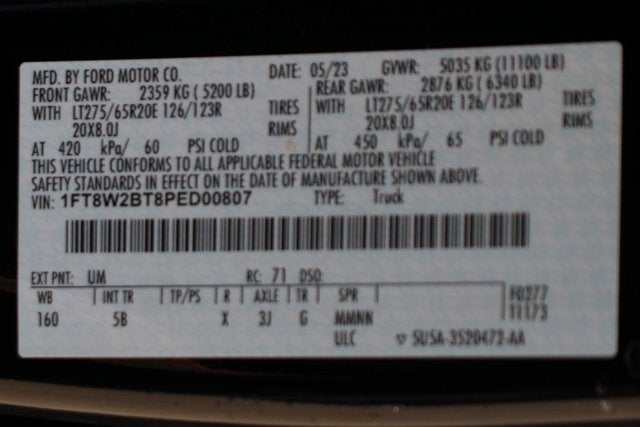 MFD. BY FORD MOTOR CO. DATE: 05/23 GVWR: 5035 KG (11100 LB)
FRONT GAWR: 2359 KG (5200 LB) REAR GAWR: 2876 KG (6340 LB)
WITH LT275/65R20E 126/123R TIRES WITH LT275/65R20E 126/123R TIRES
20X8.0J RIMS 20X8.0J RIMS
AT 420 kPa/ 60 PSI COLD AT 450 kPa/ 65 PSI COLD
THIS VEHICLE CONFORMS TO ALL APPLICABLE FEDERAL MOTOR VEHICLE
SAFETY STANDARDS IN EFFECT ON THE DATE OF MANUFACTURE SHOWN ABOVE.
VIN: 1FT8W2BT8PED00807 TYPE: Truck
EXT PNT: UM RC: 71 DSO:
WB INT TR TP/PS R AXLE TR SPR
160 5B X 3J G MMNN 11173
ULC ▽ SU5A-3520472-AA